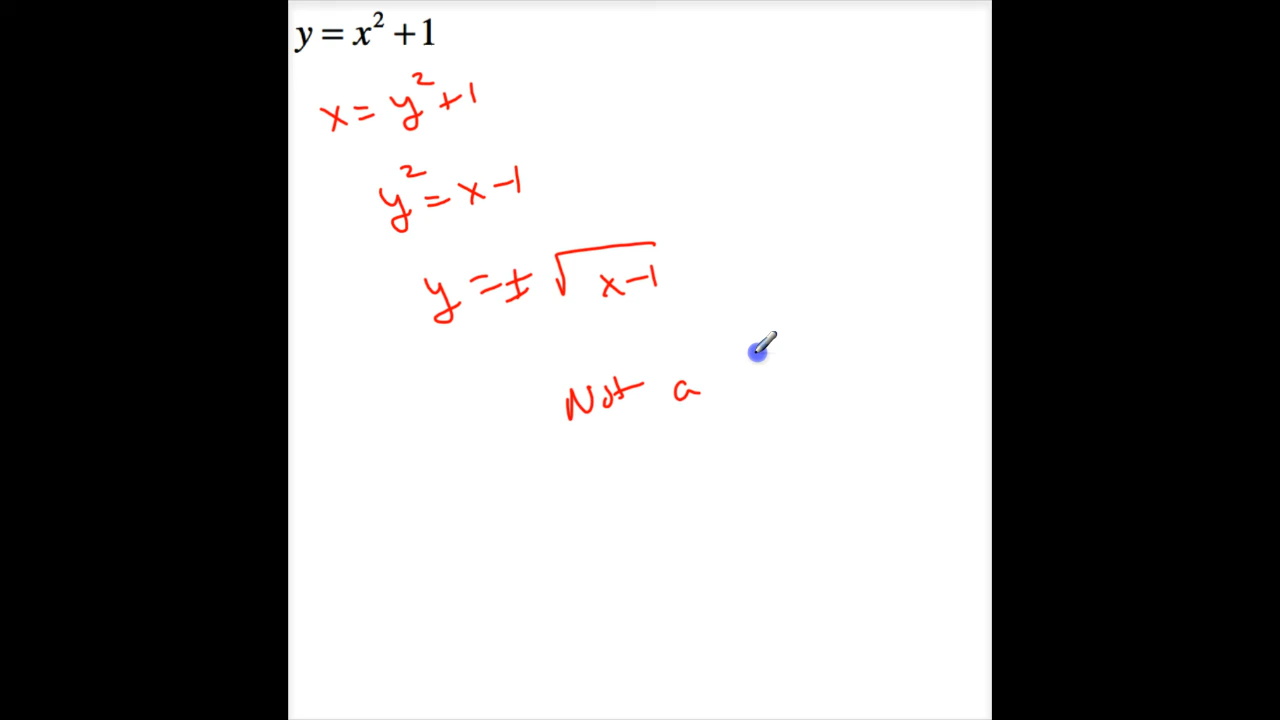 y = x² + 1
x = y² + 1
y² = x - 1
y = ± √x - 1
Not a